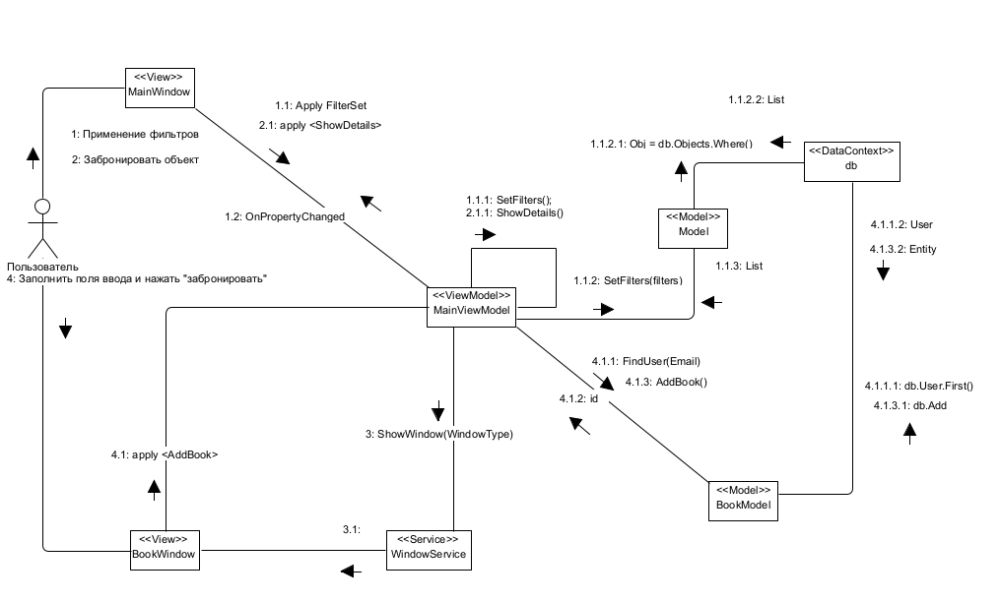 <<View>>
MainWindow
1.1: Apply FilterSet
2.1: apply <ShowDetails>
1: Применение фильтров
2: Забронировать объект
1.1.2.2: List
1.1.2.1: Obj = db.Objects.Where()
<<DataContext>>
db
1.2: OnPropertyChanged
1.1.1: SetFilters();
2.1.1: ShowDetails()
<<Model>>
Model
4.1.1.2: User
4.1.3.2: Entity
Пользователь
4: Заполнить поля ввода и нажать "забронировать"
1.1.2: SetFilters(filters)
1.1.3: List
<<ViewModel>>
MainViewModel
4.1.1: FindUser(Email)
4.1.3: AddBook()
4.1.2: id
4.1.1.1: db.User.First()
4.1.3.1: db.Add
3: ShowWindow(WindowType)
4.1: apply <AddBook>
<<Model>>
BookModel
3.1:
<<View>>
BookWindow
<<Service>>
WindowService